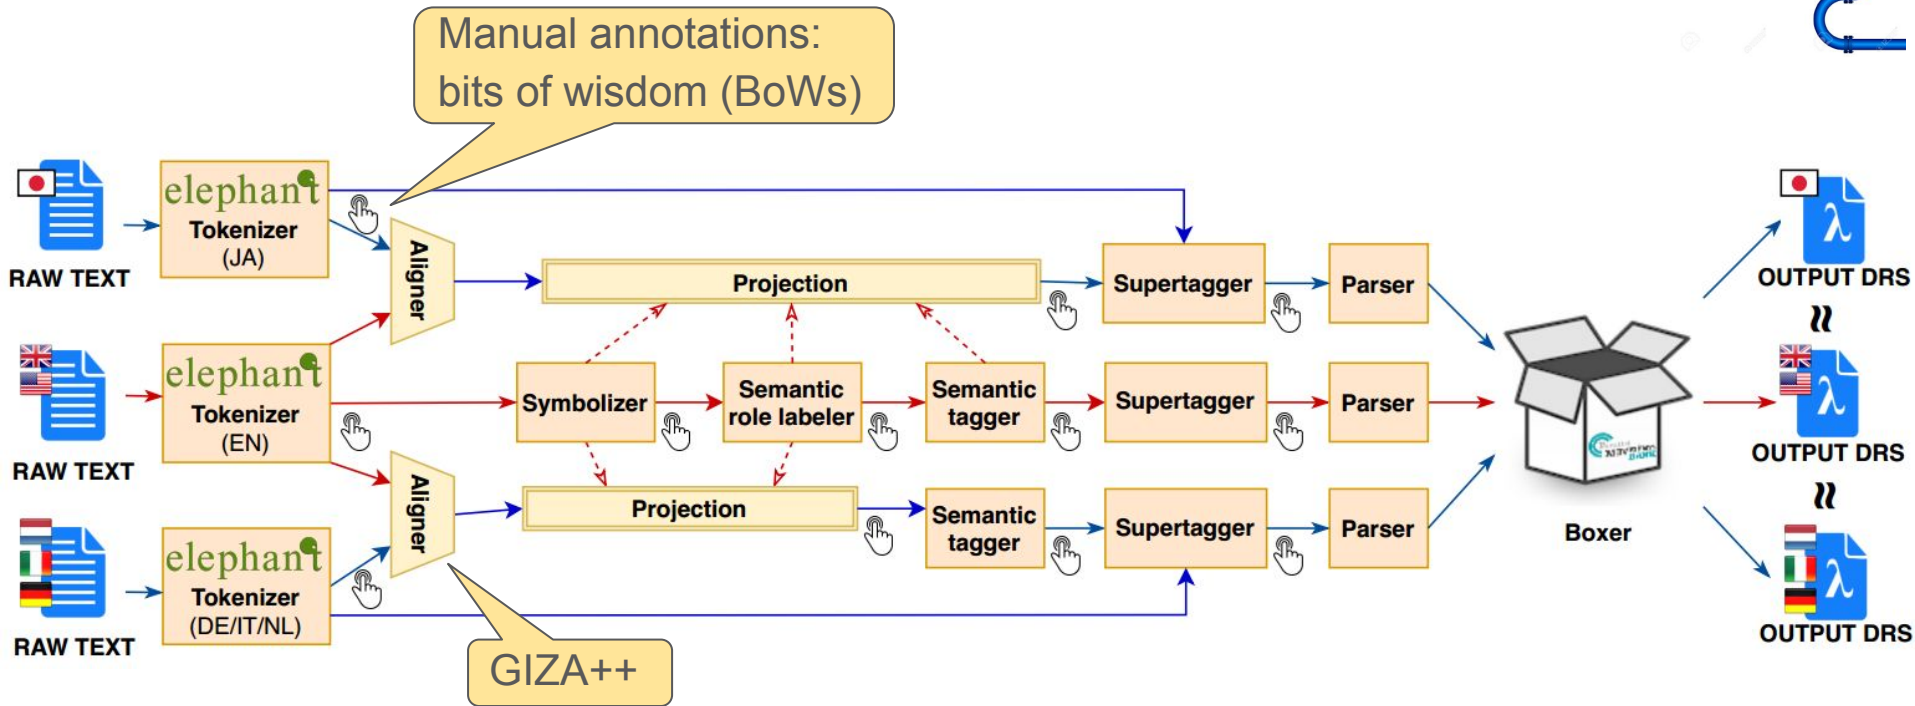 Manual annotations:
bits of wisdom (BoWs)
elephant
Tokenizer
(JA)
RAW TEXT
Aligner
Projection
Supertagger
Parser
λ
OUTPUT DRS
≈
elephant
Tokenizer
(EN)
RAW TEXT
Symbolizer
Semantic
role labeler
Semantic
tagger
Supertagger
Parser
Boxer
λ
OUTPUT DRS
≈
elephant
Tokenizer
(DE/IT/NL)
RAW TEXT
Aligner
Projection
Semantic
tagger
Supertagger
Parser
λ
OUTPUT DRS
GIZA++